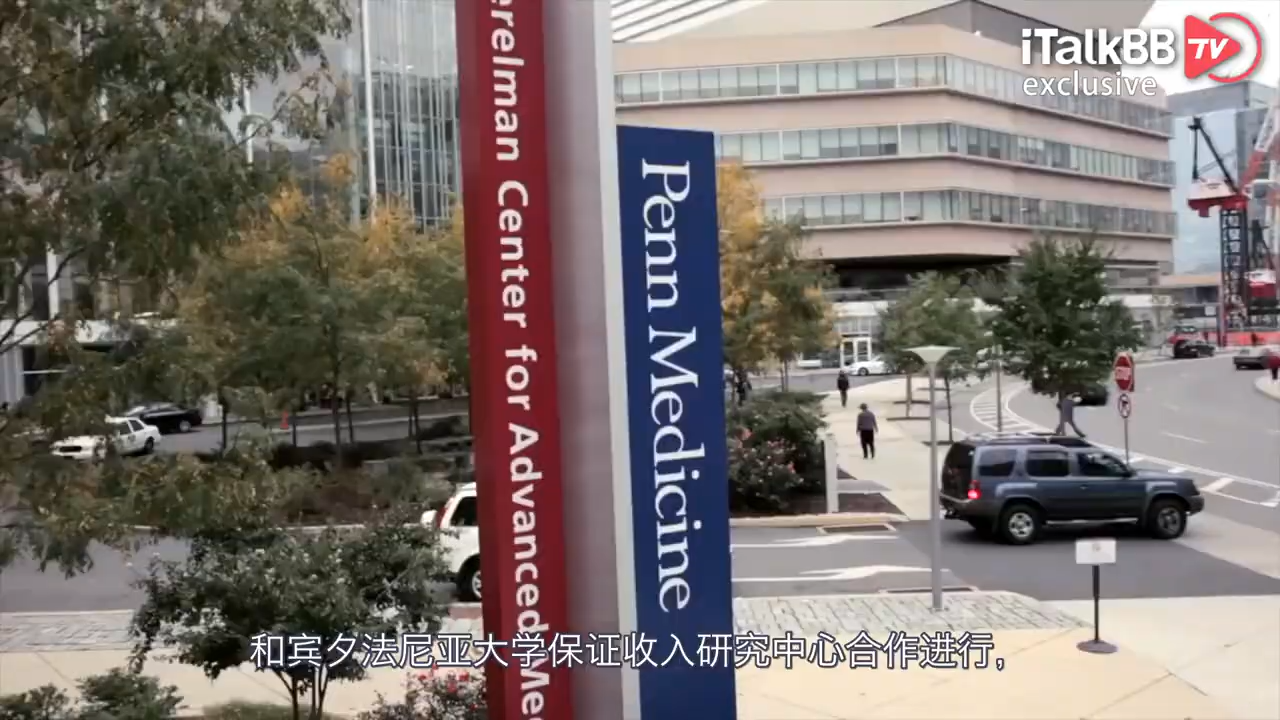 iTalkBB TV
exclusive
erelman Center for Advanced Me
Penn Medicine
和宾夕法尼亚大学保证收入研究中心合作进行,